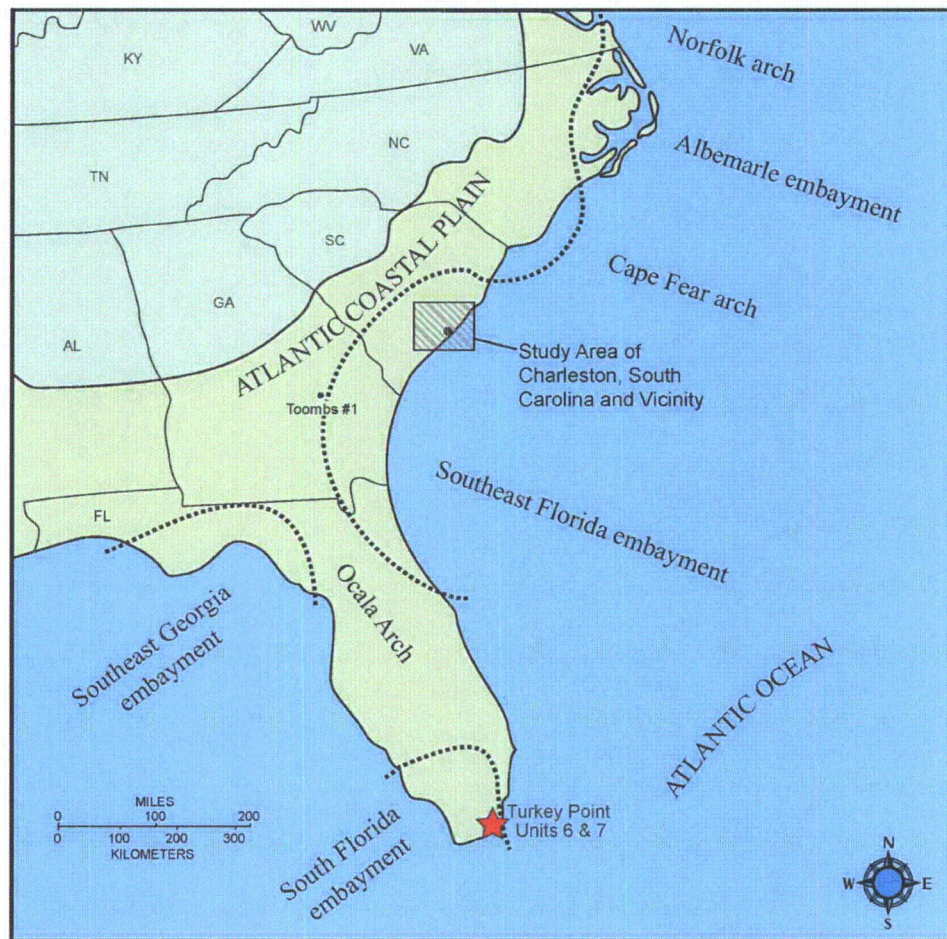 WV
KY
VA
Norfolk arch
NC
TN
Albemarle embayment
SC
ATLANTIC COASTAL PLAIN
Cape Fear arch
GA
AL
Study Area of
Charleston, South
Carolina and Vicinity
Toombs #1
Southeast Florida embayment
FL
Ocala Arch
Southeast Georgia
embayment
ATLANTIC OCEAN
MILES
0 100 200
0 100 200 300
KILOMETERS
Turkey Point
Units 6 & 7
South Florida
embayment
N
W E
S